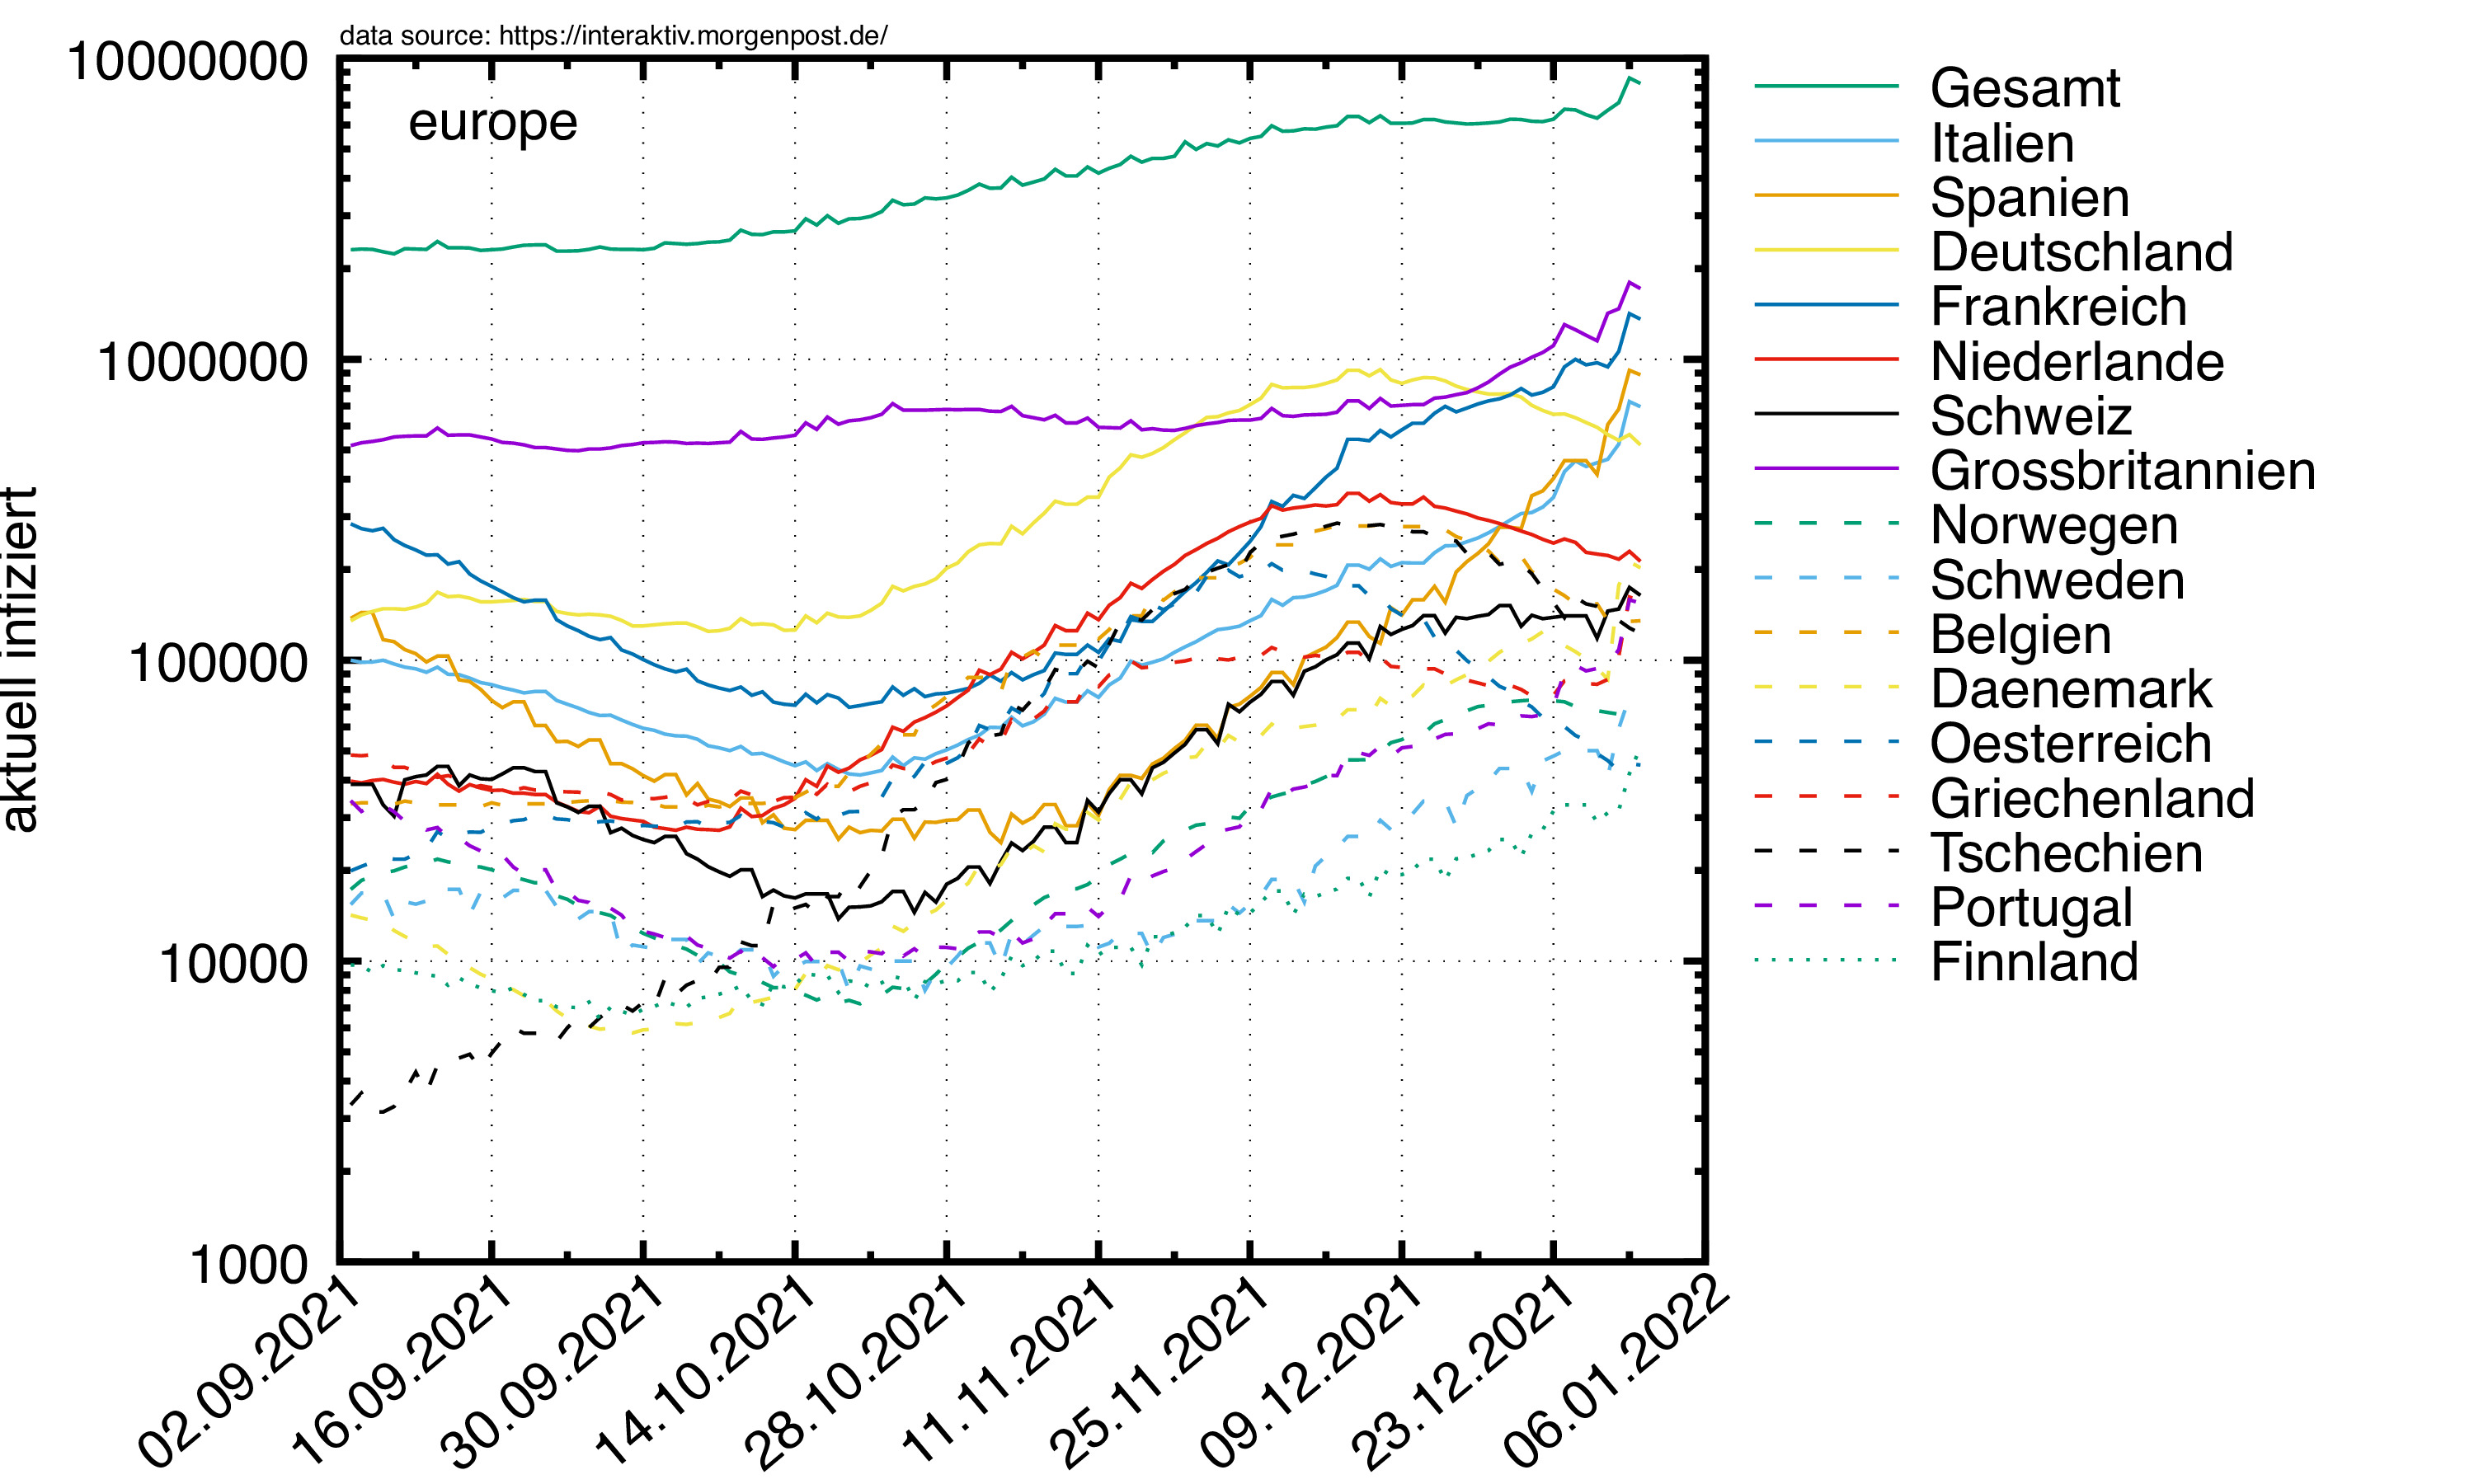 data source: https://interaktiv.morgenpost.de/
europe
aktuell infiziert
10000000
1000000
100000
10000
1000
02.09.2021
16.09.2021
30.09.2021
14.10.2021
28.10.2021
11.11.2021
25.11.2021
09.12.2021
23.12.2021
06.01.2022
Gesamt
Italien
Spanien
Deutschland
Frankreich
Niederlande
Schweiz
Grossbritannien
Norwegen
Schweden
Belgien
Daenemark
Oesterreich
Griechenland
Tschechien
Portugal
Finnland